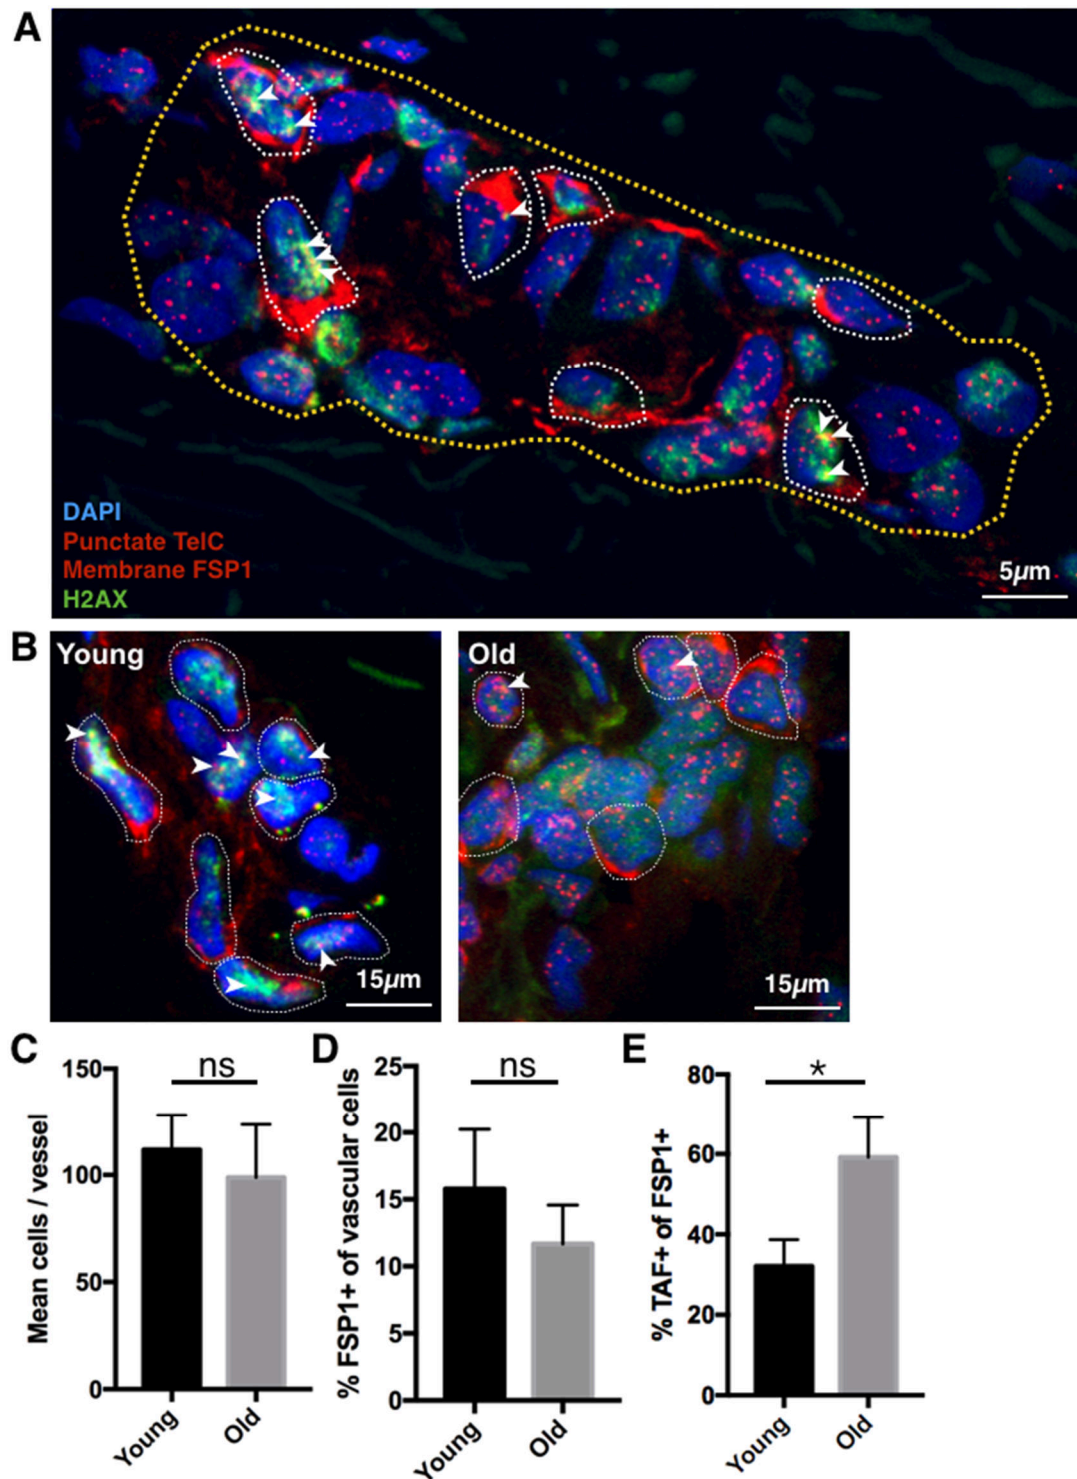 A
DAPI
Punctate TelC
Membrane FSP1
H2AX
5µm
B
Young
Old
15µm
15µm
C
D
E
ns
ns
*
Mean cells / vessel
150
100
50
0
Young
Old
% FSP1+ of vascular cells
25
20
15
10
5
0
Young
Old
% TAF+ of FSP1+
80
60
40
20
0
Young
Old